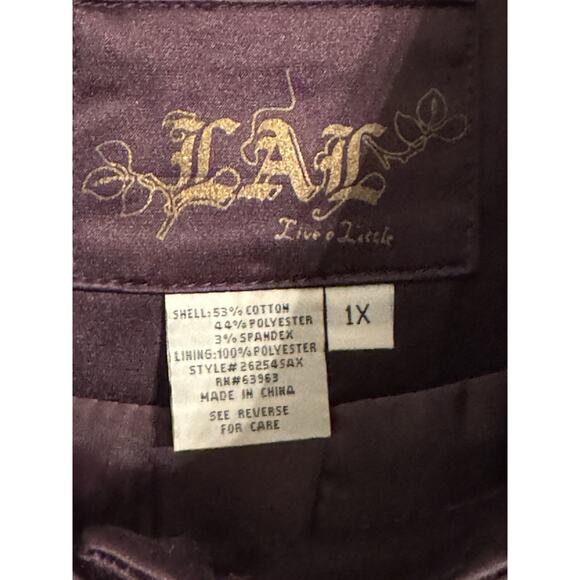 LAL
Live a Little
SHELL: 53% COTTON
44% POLYESTER
3% SPANDEX
LINING: 100% POLYESTER
STYLE# 262545AX
RN# 63963
MADE IN CHINA
SEE REVERSE
FOR CARE
1X